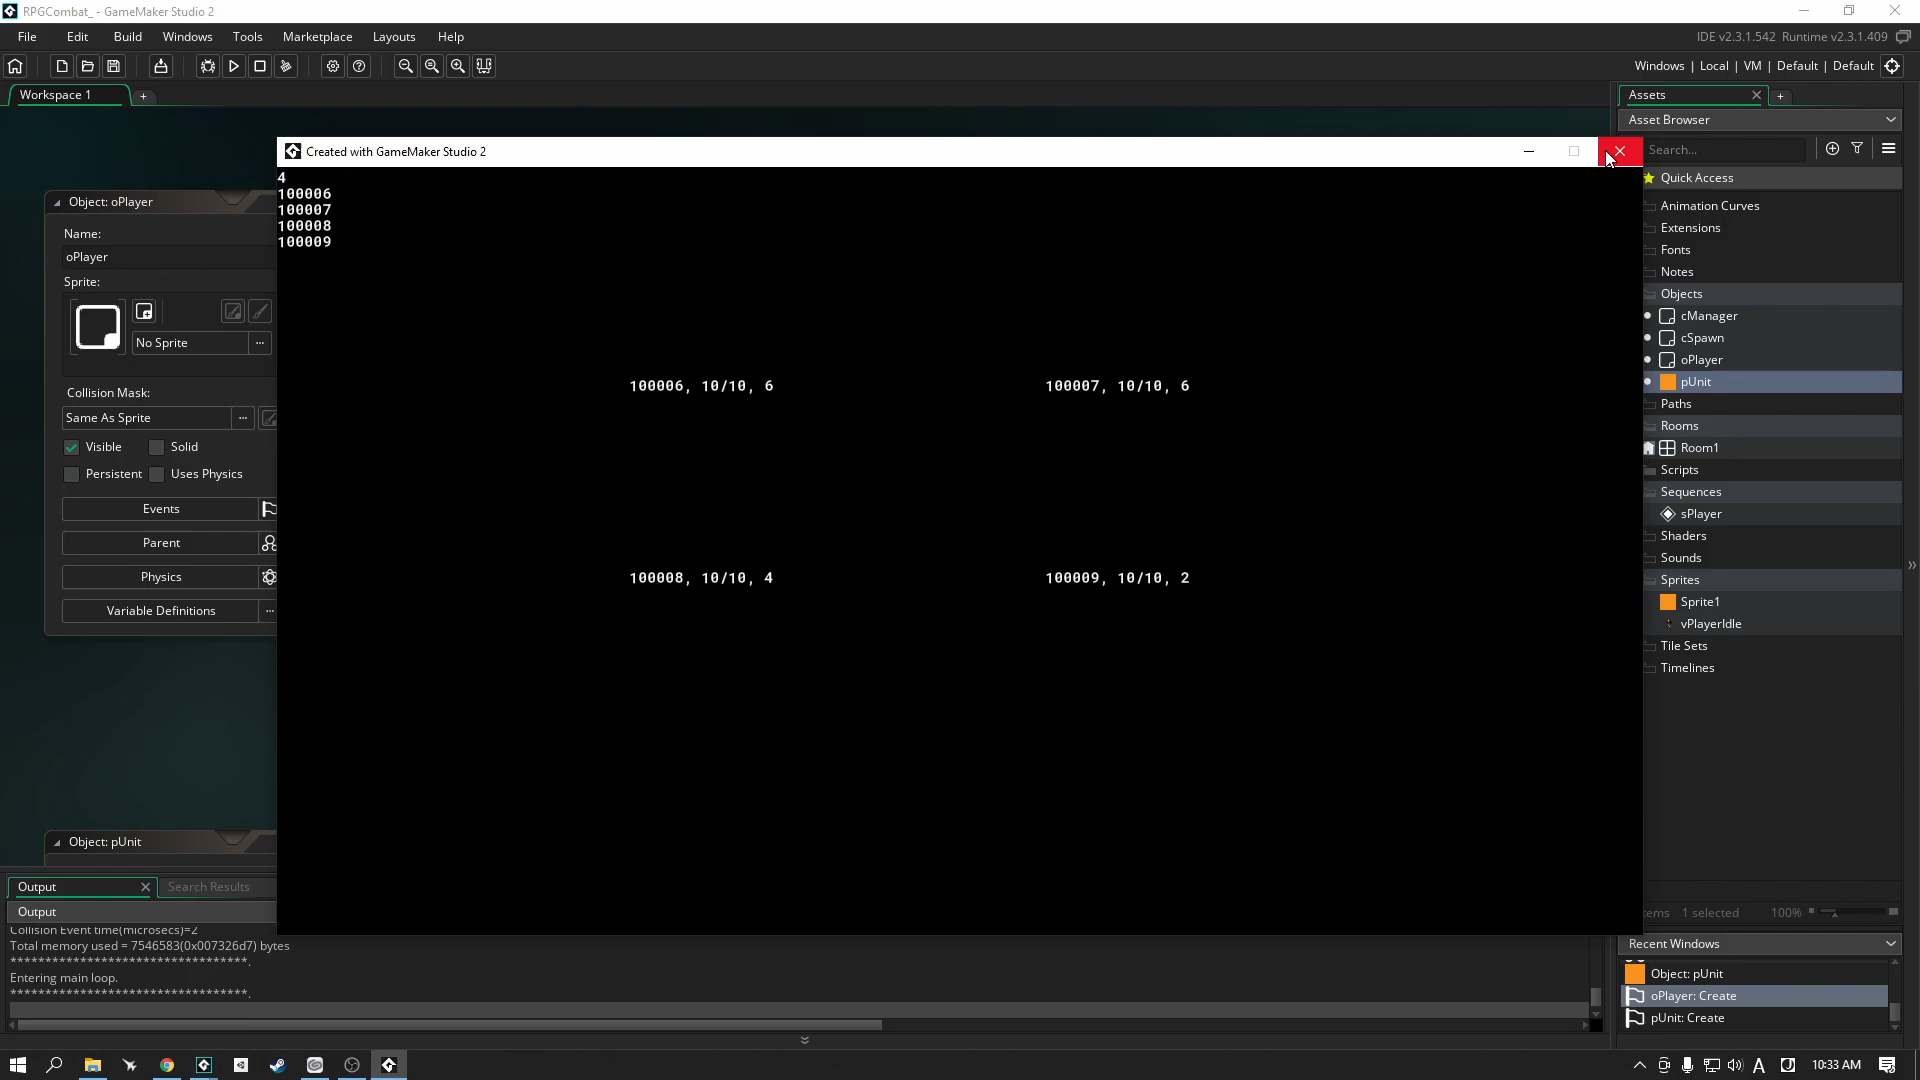 RPGCombat_ - GameMaker Studio 2
File Edit Build Windows Tools Marketplace Layouts Help
IDE v2.3.1.542 Runtime v2.3.1.409
Windows | Local | VM | Default | Default
Workspace 1
Assets
Asset Browser
Search...
Quick Access
Animation Curves
Extensions
Fonts
Notes
Objects
cManager
cSpawn
oPlayer
pUnit
Paths
Rooms
Room1
Scripts
Sequences
sPlayer
Shaders
Sounds
Sprites
Sprite1
vPlayerIdle
Tile Sets
Timelines
Created with GameMaker Studio 2
4
100006
100007
100008
100009
100006, 10/10, 6
100007, 10/10, 6
100008, 10/10, 4
100009, 10/10, 2
Object: oPlayer
Name:
oPlayer
Sprite:
No Sprite
Collision Mask:
Same As Sprite
Visible Solid
Persistent Uses Physics
Events
Parent
Physics
Variable Definitions
Object: pUnit
Output Search Results
Output
Collision Event time(microsecs)=2
Total memory used = 7546583(0x007326d7) bytes
*********************************.
Entering main loop.
*********************************.
1 selected 100%
Recent Windows
Object: pUnit
oPlayer: Create
pUnit: Create
A
10:33 AM